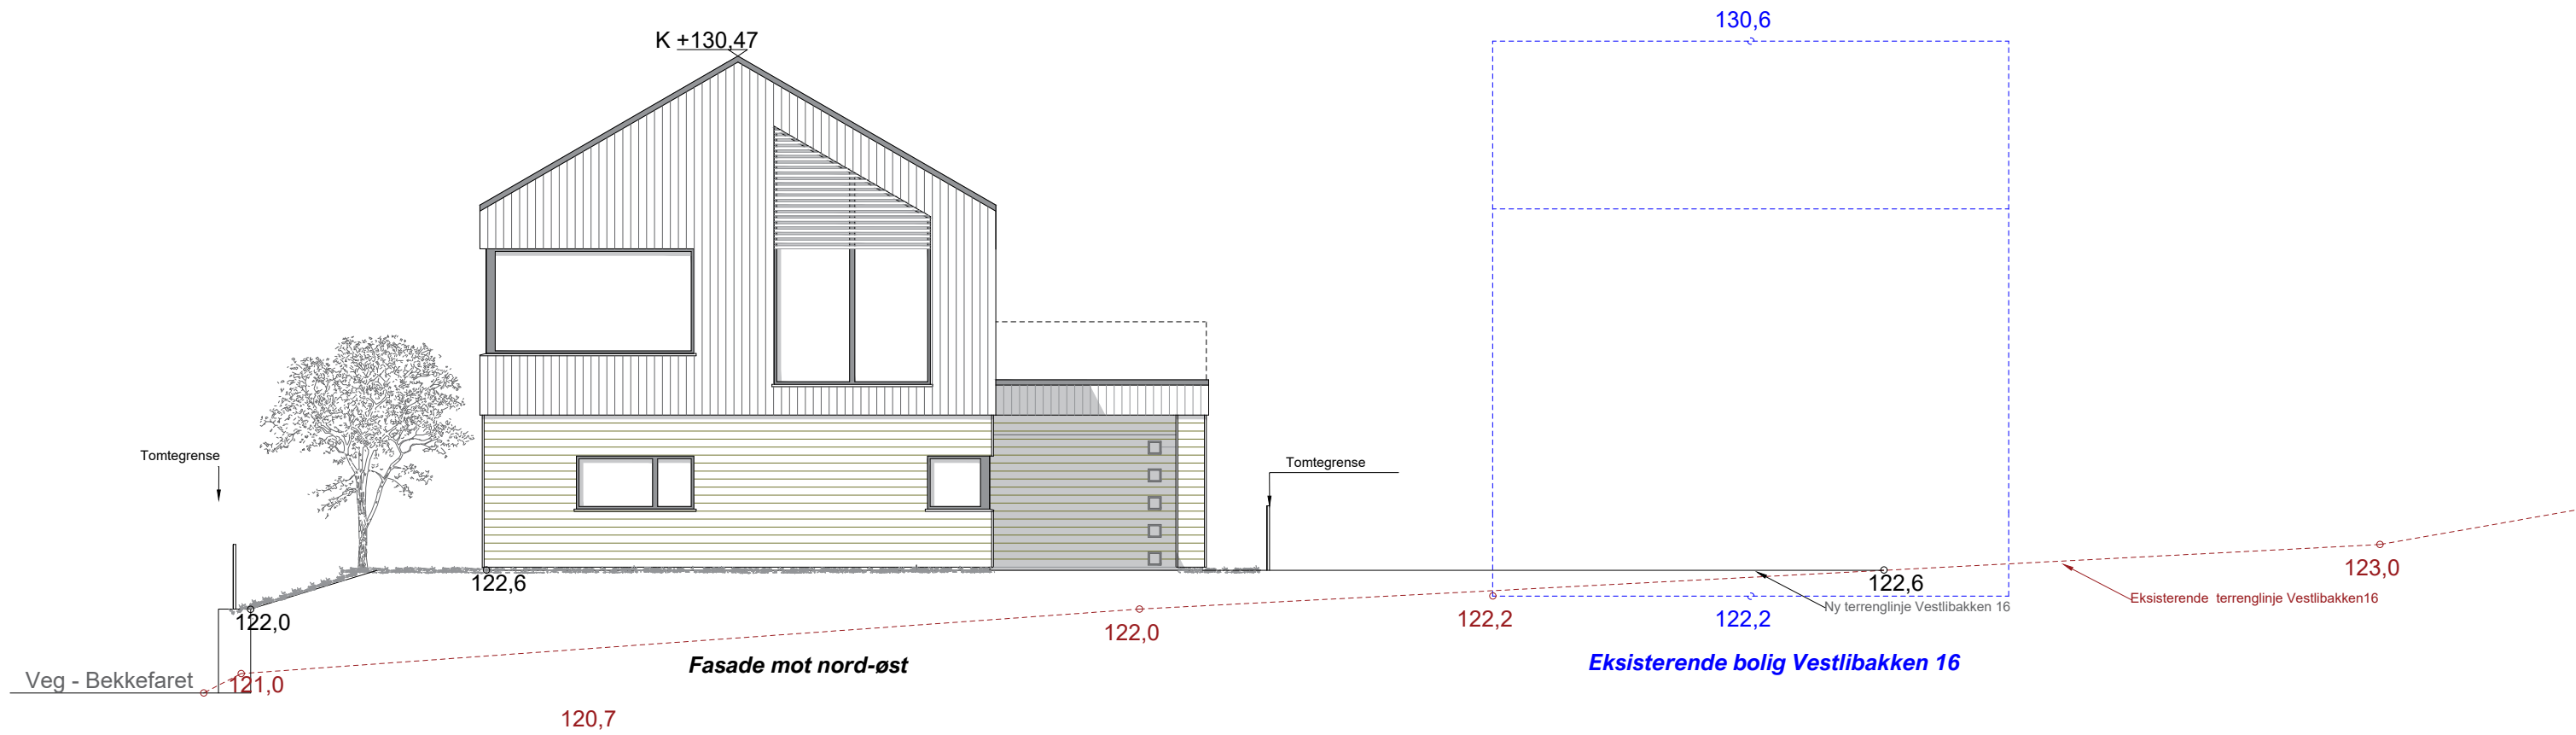 130,6
K +130,47
Tomtegrense
Tomtegrense
122,6
122,6
123,0
122,0
122,0
122,2
122,2
Ny terrenglinje Vestlibakken 16
Eksisterende terrenglinje Vestlibakken16
Fasade mot nord-øst
Eksisterende bolig Vestlibakken 16
Veg - Bekkefaret
121,0
120,7